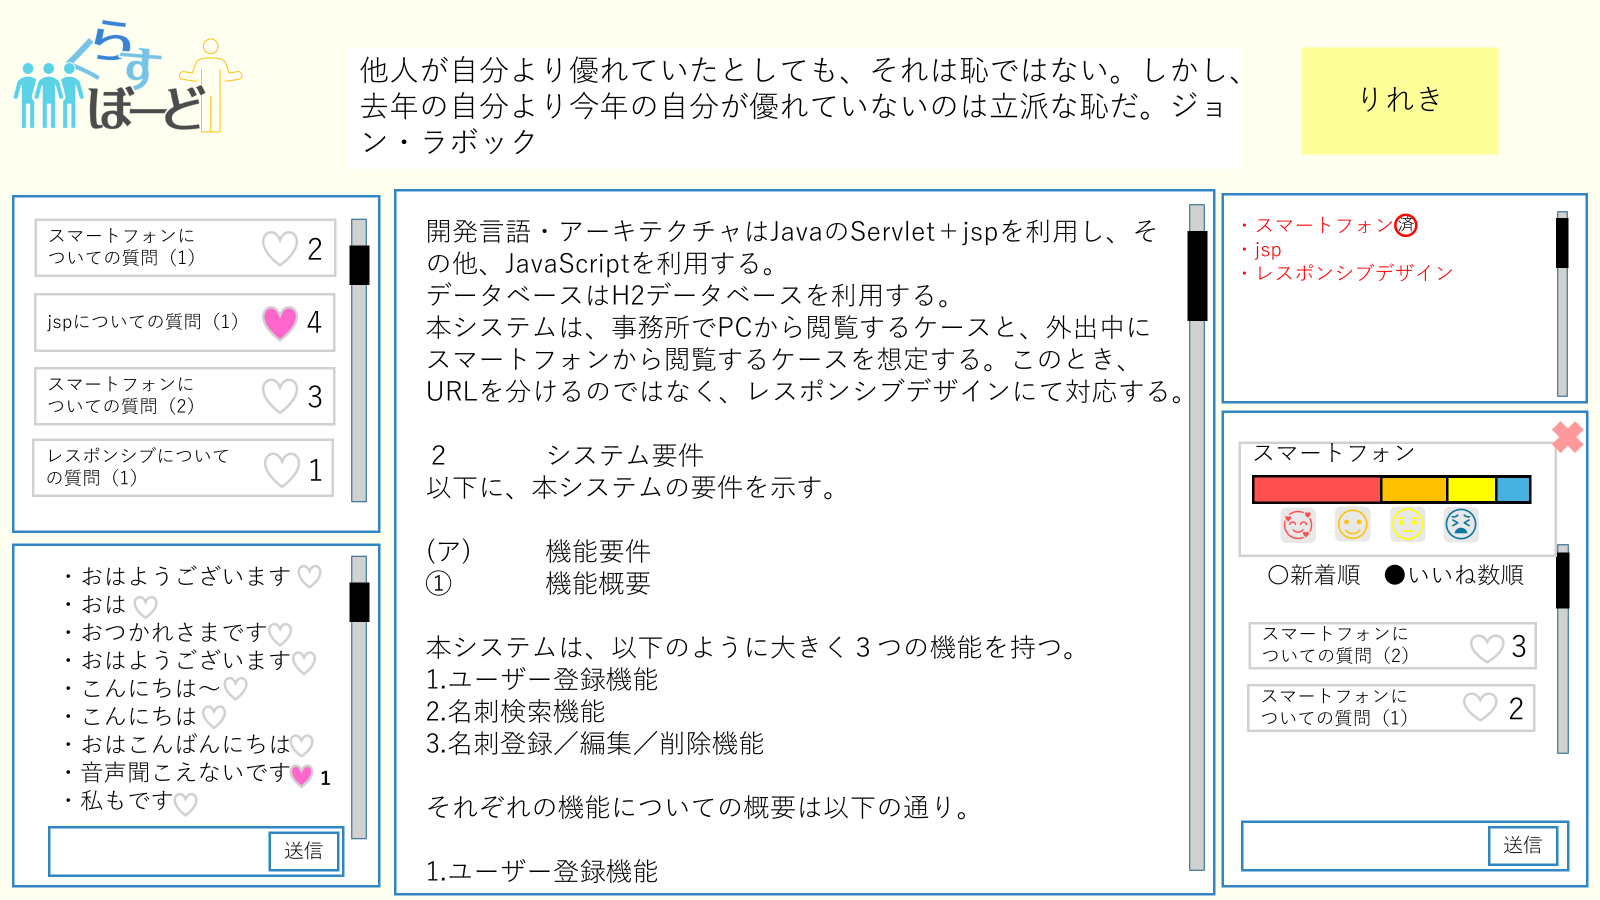 くらす
ぼーど
他人が自分より優れていたとしても、それは恥ではない。しかし、
去年の自分より今年の自分が優れていないのは立派な恥だ。ジョ
ン・ラボック
りれき
スマートフォンに
ついての質問（1）
2
jspについての質問（1）
4
スマートフォンに
ついての質問（2）
3
レスポンシブについて
の質問（1）
1
・おはようございます
・おは
・おつかれさまです
・おはようございます
・こんにちは～
・こんにちは
・おはこんばんにちは
・音声聞こえないです 1
・私もです
送信
開発言語・アーキテクチャはJavaのServlet＋jspを利用し、そ
の他、JavaScriptを利用する。
データベースはH2データベースを利用する。
本システムは、事務所でPCから閲覧するケースと、外出中に
スマートフォンから閲覧するケースを想定する。このとき、
URLを分けるのではなく、レスポンシブデザインにて対応する。
２ システム要件
以下に、本システムの要件を示す。
(ア) 機能要件
① 機能概要
本システムは、以下のように大きく３つの機能を持つ。
1.ユーザー登録機能
2.名刺検索機能
3.名刺登録／編集／削除機能
それぞれの機能についての概要は以下の通り。
1.ユーザー登録機能
・スマートフォン㊮済
・jsp
・レスポンシブデザイン
スマートフォン
○新着順 ●いいね数順
スマートフォンに
ついての質問（2）
3
スマートフォンに
ついての質問（1）
2
送信